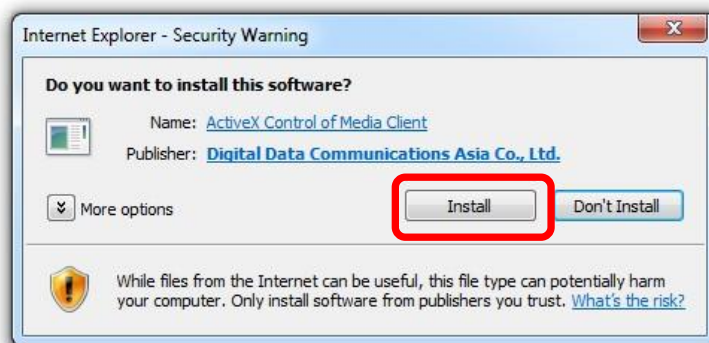 Internet Explorer - Security Warning
Do you want to install this software?
Name: ActiveX Control of Media Client
Publisher: Digital Data Communications Asia Co., Ltd.
More options
Install
Don't Install
While files from the Internet can be useful, this file type can potentially harm
your computer. Only install software from publishers you trust. What's the risk?